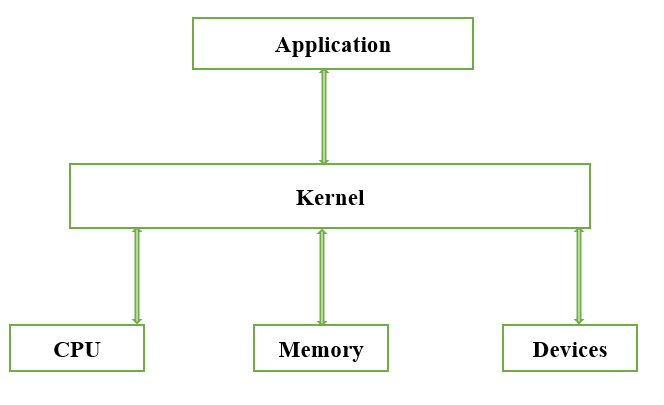 Application
Kernel
CPU
Memory
Devices